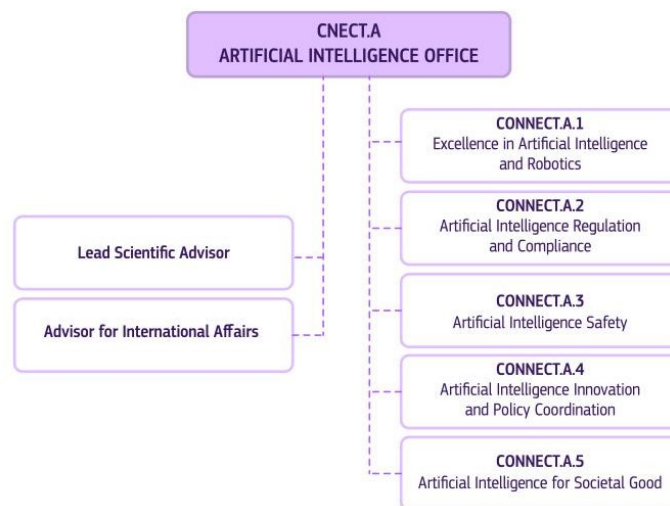 CNECT.A
ARTIFICIAL INTELLIGENCE OFFICE
CONNECT.A.1
Excellence in Artificial Intelligence
and Robotics
CONNECT.A.2
Artificial Intelligence Regulation
and Compliance
Lead Scientific Advisor
CONNECT.A.3
Artificial Intelligence Safety
Advisor for International Affairs
CONNECT.A.4
Artificial Intelligence Innovation
and Policy Coordination
CONNECT.A.5
Artificial Intelligence for Societal Good